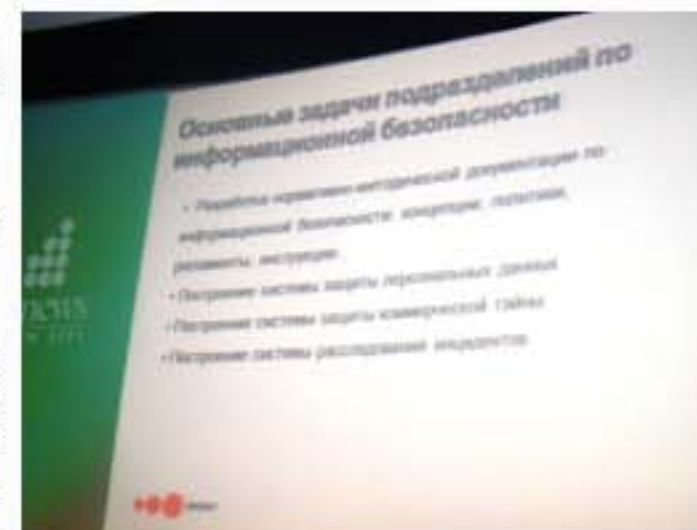 Основные задачи подразделений по
информационной безопасности
• Разработка нормативно-методической документации по
информационной безопасности: концепции, политики,
регламенты, инструкции.
• Построение системы защиты персональных данных
• Построение системы защиты коммерческой тайны
• Построение системы расследования инцидентов